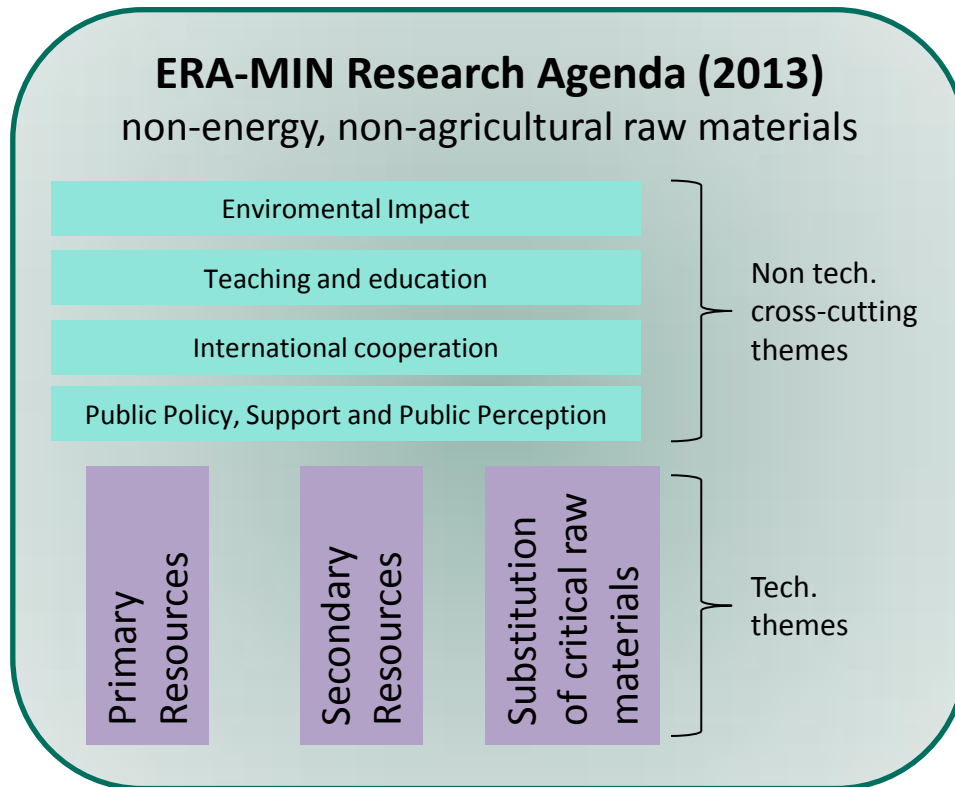 ERA-MIN Research Agenda (2013)
non-energy, non-agricultural raw materials
Enviromental Impact
Teaching and education
International cooperation
Public Policy, Support and Public Perception
Non tech.
cross-cutting
themes
Primary
Resources
Secondary
Resources
Substitution
of critical raw
materials
Tech.
themes